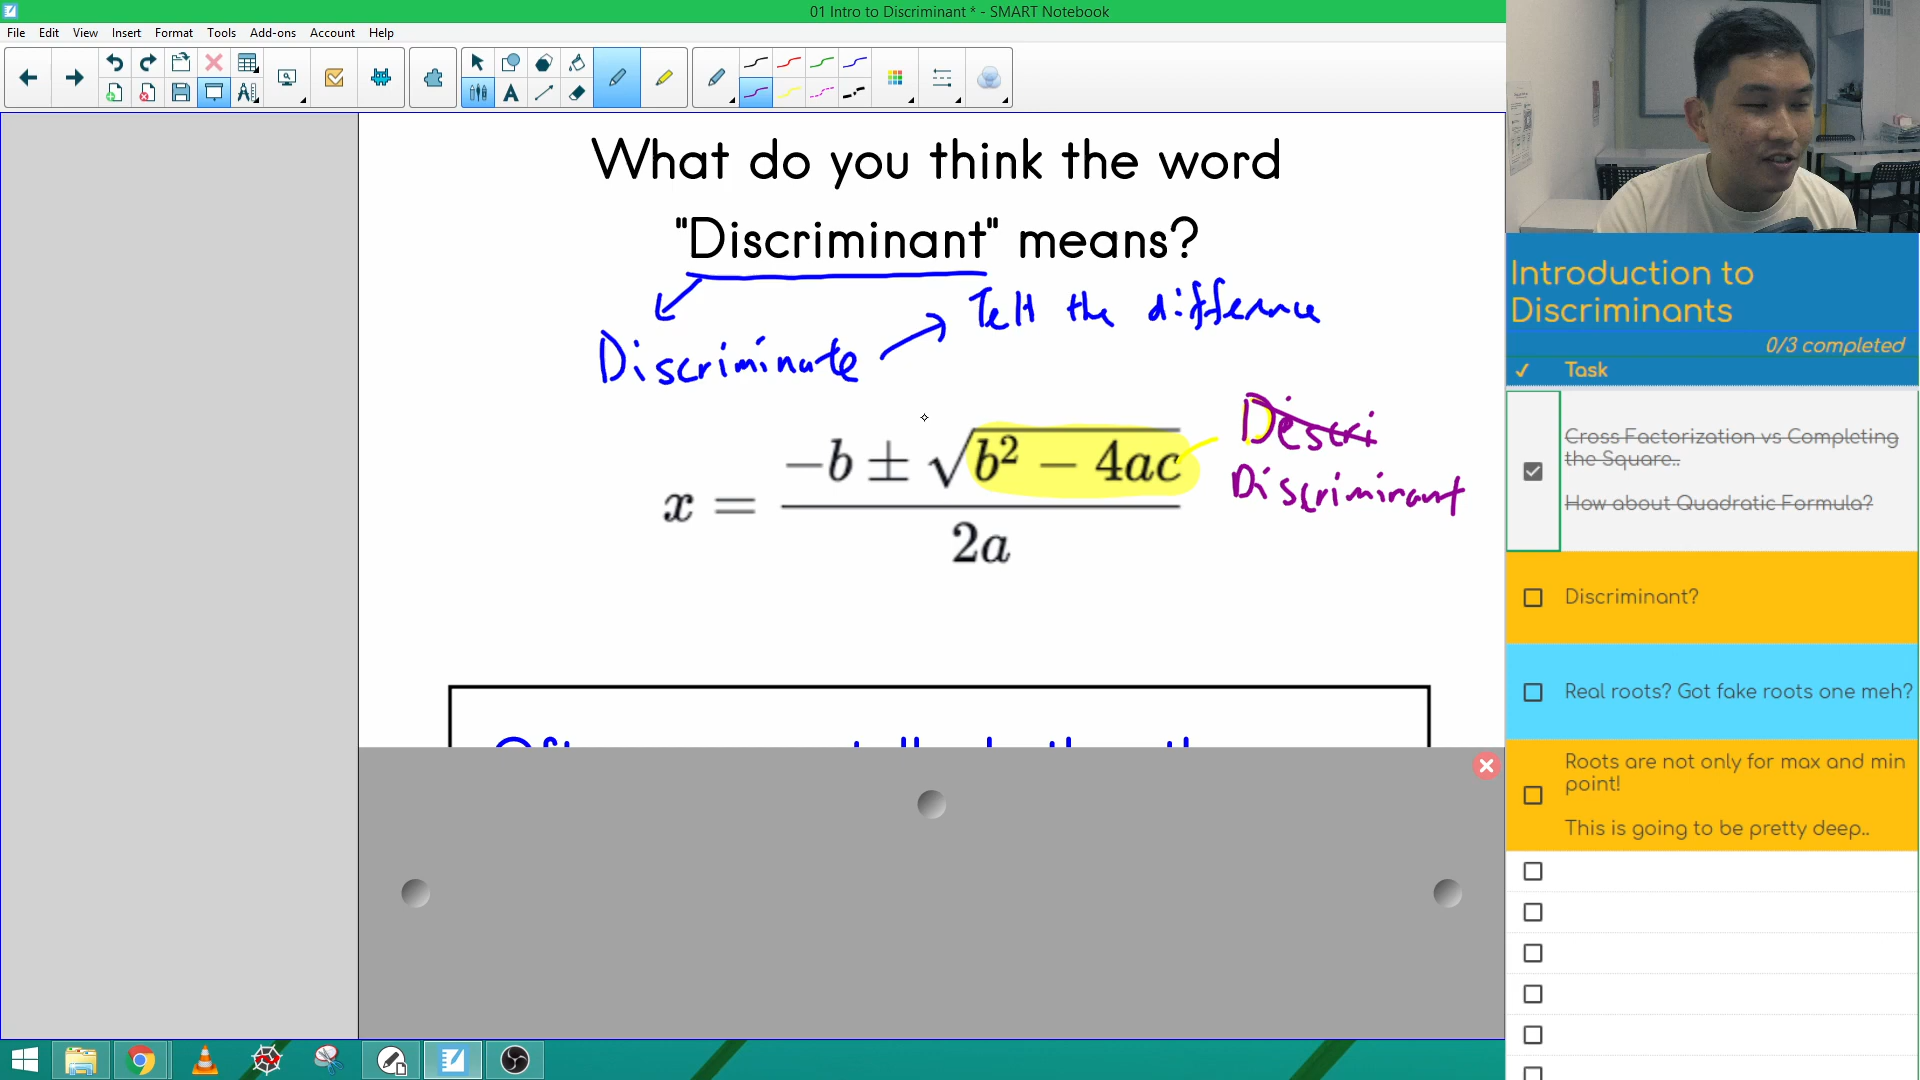 01 Intro to Discriminant * - SMART Notebook
File Edit View Insert Format Tools Add-ons Account Help
What do you think the word
"Discriminant" means?
Tell the difference
Discriminate
Descri
Discriminant
x = −b ± √b² − 4ac
2a
Introduction to
Discriminants
0/3 completed
✓ Task
Cross Factorization vs Completing
the Square..
How about Quadratic Formula?
Discriminant?
Real roots? Got fake roots one meh?
Roots are not only for max and min
point!
This is going to be pretty deep..